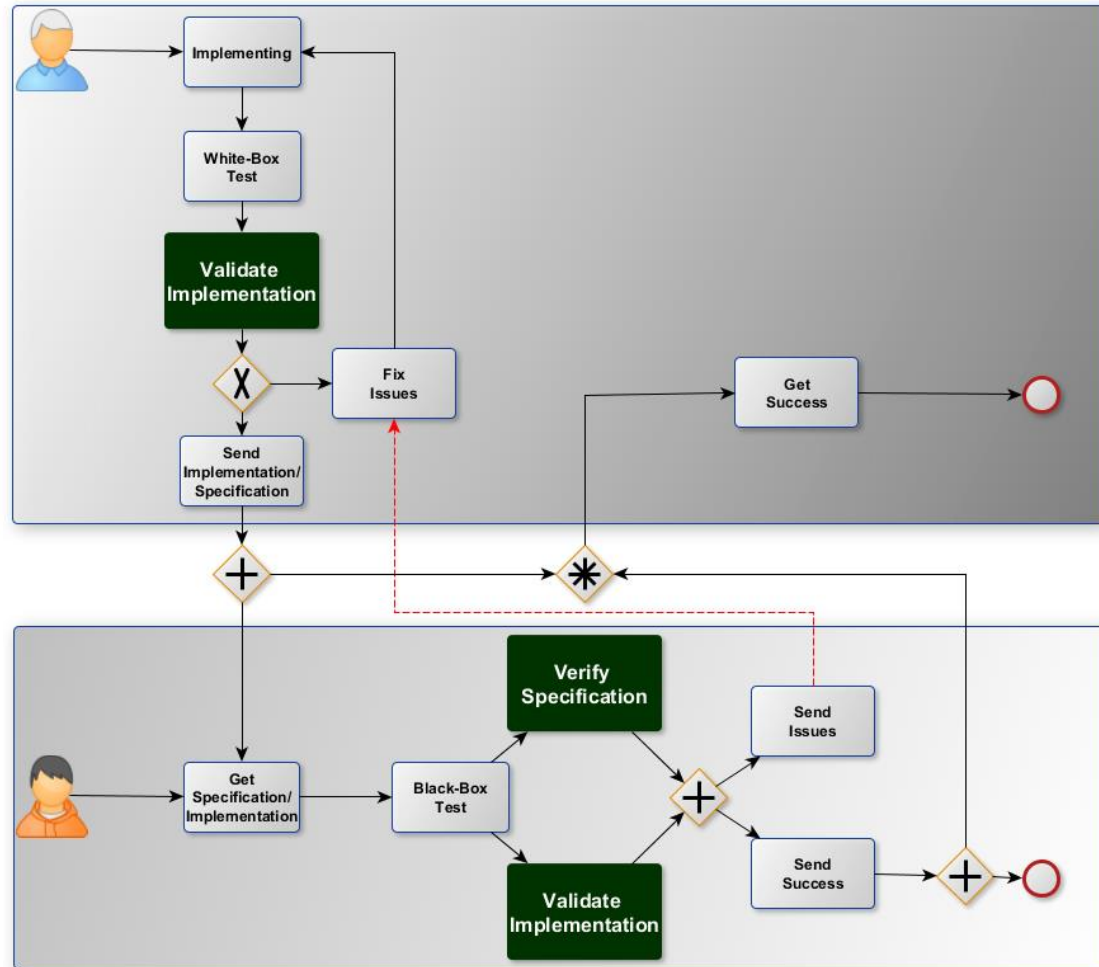 Implementing
White-Box
Test
Validate
Implementation
Fix
Issues
Get
Success
Send
Implementation/
Specification
Verify
Specification
Send
Issues
Get
Specification/
Implementation
Black-Box
Test
Send
Success
Validate
Implementation